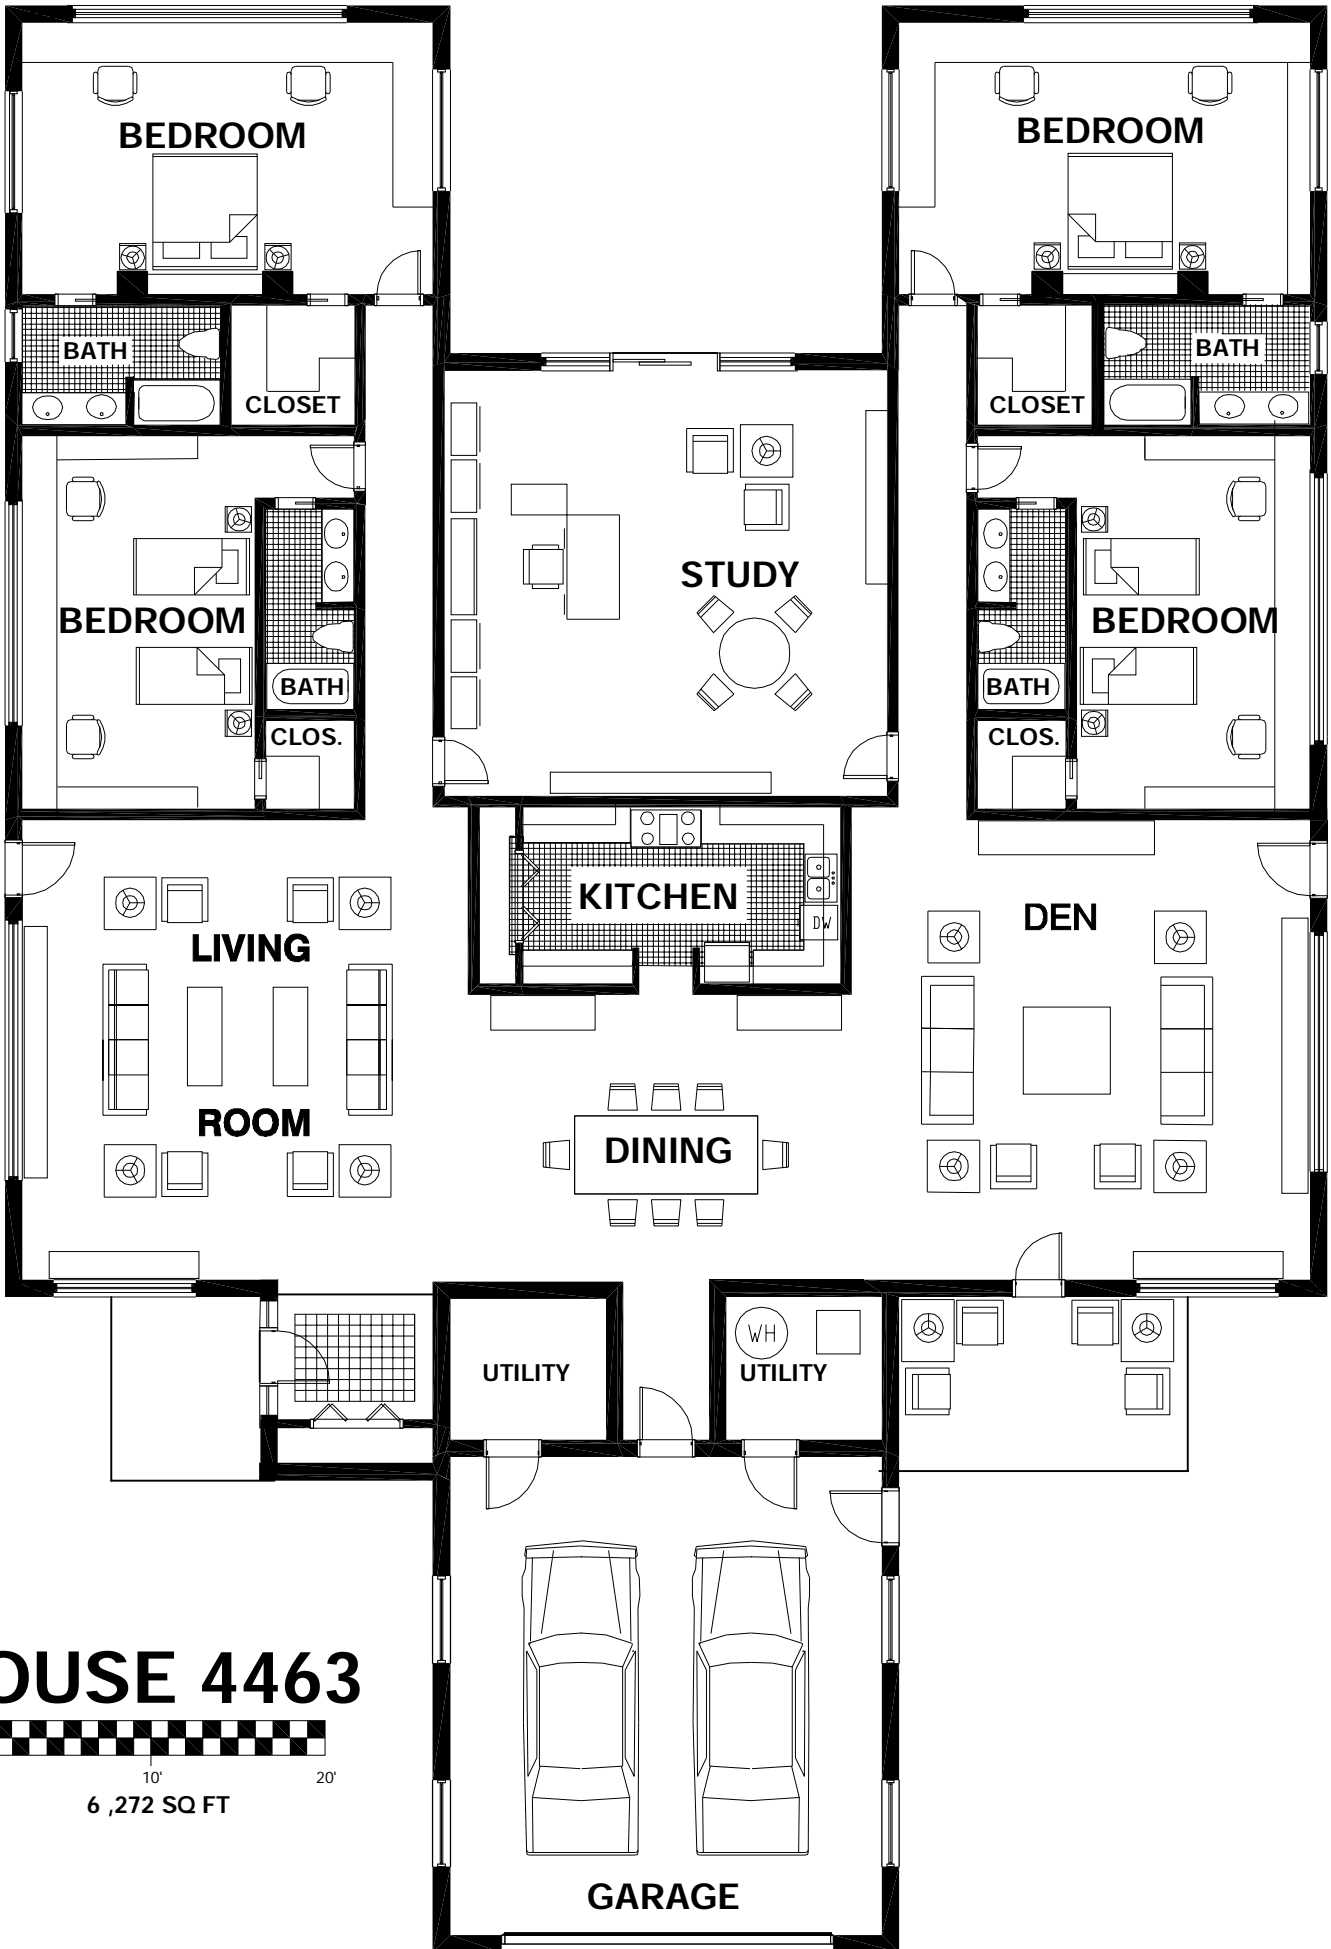 BEDROOM
BEDROOM
BATH
BATH
CLOSET
CLOSET
STUDY
BEDROOM
BEDROOM
BATH
BATH
CLOS.
CLOS.
KITCHEN
DW
LIVING
ROOM
DEN
DINING
WH
UTILITY
UTILITY
OUSE 4463
10'
20'
6 ,272 SQ FT
GARAGE